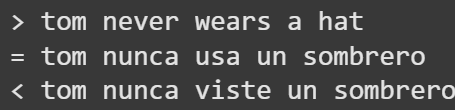 > tom never wears a hat
= tom nunca usa un sombrero
< tom nunca viste un sombrero